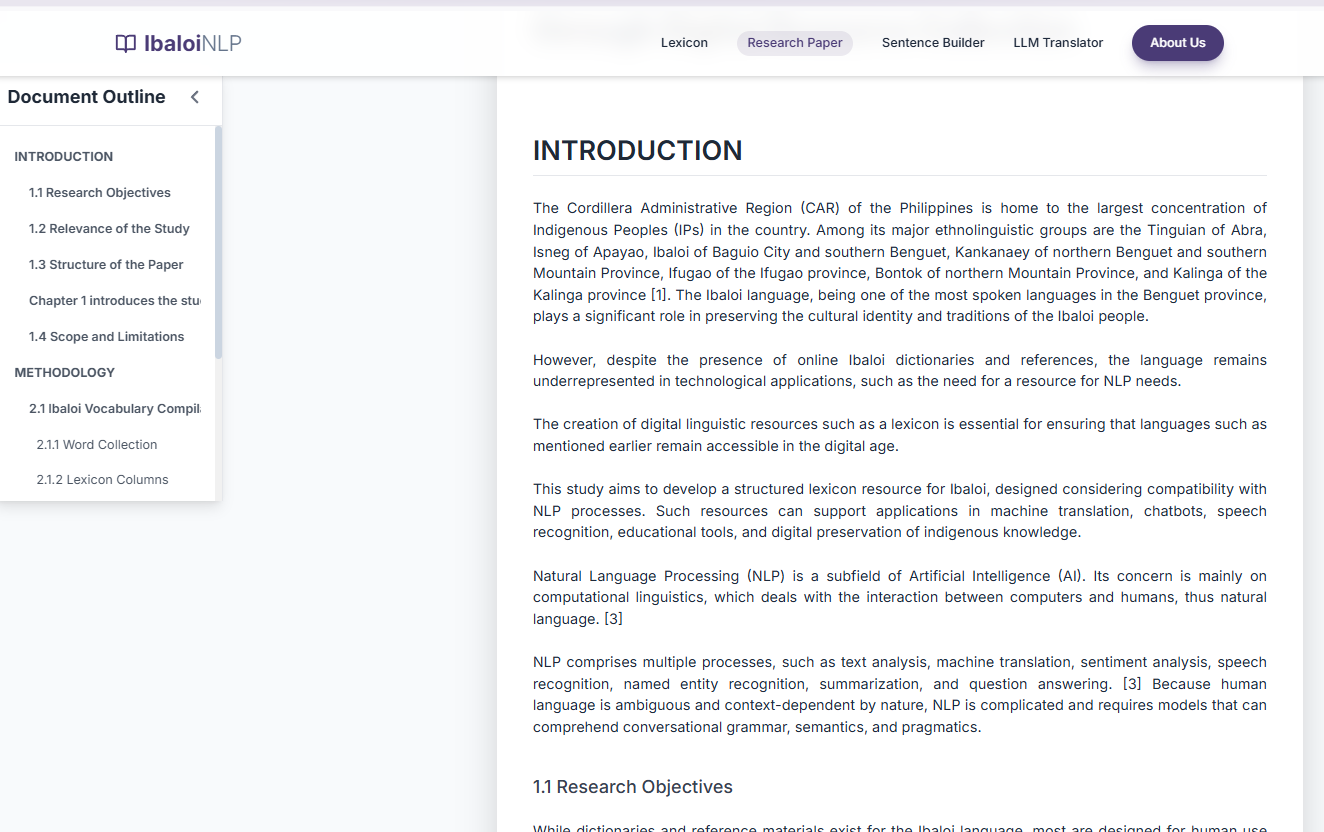 IbaloiNLP
Lexicon
Research Paper
Sentence Builder
LLM Translator
About Us
Document Outline
INTRODUCTION
1.1 Research Objectives
1.2 Relevance of the Study
1.3 Structure of the Paper
Chapter 1 introduces the stu
1.4 Scope and Limitations
METHODOLOGY
2.1 Ibaloi Vocabulary Compil
2.1.1 Word Collection
2.1.2 Lexicon Columns
INTRODUCTION
The Cordillera Administrative Region (CAR) of the Philippines is home to the largest concentration of
Indigenous Peoples (IPs) in the country. Among its major ethnolinguistic groups are the Tinguian of Abra,
Isneg of Apayao, Ibaloi of Baguio City and southern Benguet, Kankanaey of northern Benguet and southern
Mountain Province, Ifugao of the Ifugao province, Bontok of northern Mountain Province, and Kalinga of the
Kalinga province [1]. The Ibaloi language, being one of the most spoken languages in the Benguet province,
plays a significant role in preserving the cultural identity and traditions of the Ibaloi people.
However, despite the presence of online Ibaloi dictionaries and references, the language remains
underrepresented in technological applications, such as the need for a resource for NLP needs.
The creation of digital linguistic resources such as a lexicon is essential for ensuring that languages such as
mentioned earlier remain accessible in the digital age.
This study aims to develop a structured lexicon resource for Ibaloi, designed considering compatibility with
NLP processes. Such resources can support applications in machine translation, chatbots, speech
recognition, educational tools, and digital preservation of indigenous knowledge.
Natural Language Processing (NLP) is a subfield of Artificial Intelligence (AI). Its concern is mainly on
computational linguistics, which deals with the interaction between computers and humans, thus natural
language. [3]
NLP comprises multiple processes, such as text analysis, machine translation, sentiment analysis, speech
recognition, named entity recognition, summarization, and question answering. [3] Because human
language is ambiguous and context-dependent by nature, NLP is complicated and requires models that can
comprehend conversational grammar, semantics, and pragmatics.
1.1 Research Objectives
While dictionaries and reference materials exist for the Ibaloi language, most are designed for human use